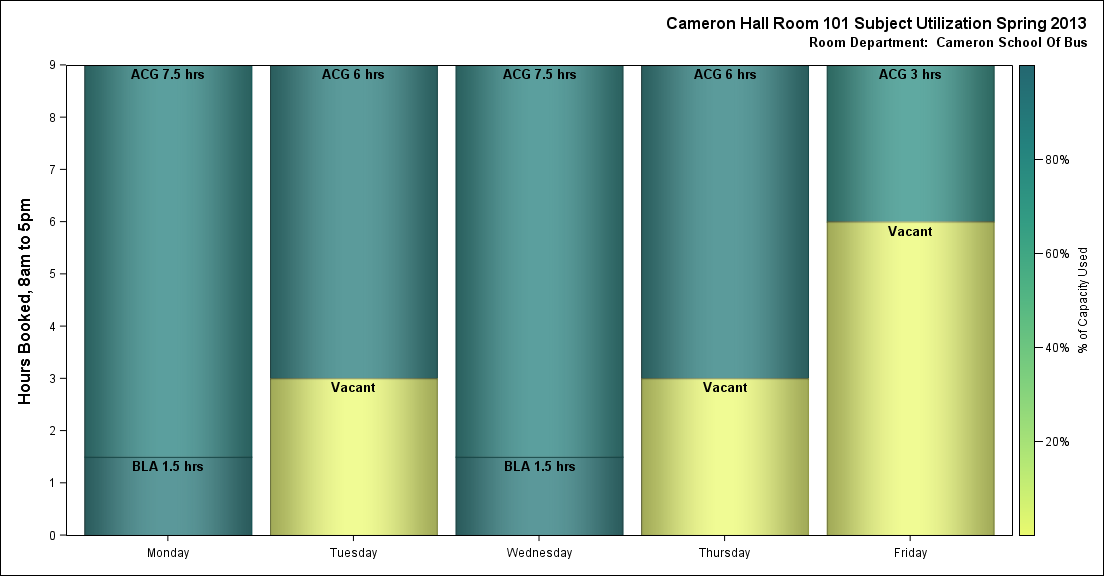 Cameron Hall Room 101 Subject Utilization Spring 2013
Room Department:  Cameron School Of Bus
Hours Booked, 8am to 5pm
9
8
7
6
5
4
3
2
1
0
ACG 7.5 hrs
BLA 1.5 hrs
ACG 6 hrs
Vacant
ACG 7.5 hrs
BLA 1.5 hrs
ACG 6 hrs
Vacant
ACG 3 hrs
Vacant
Monday
Tuesday
Wednesday
Thursday
Friday
80%
60%
40%
20%
% of Capacity Used